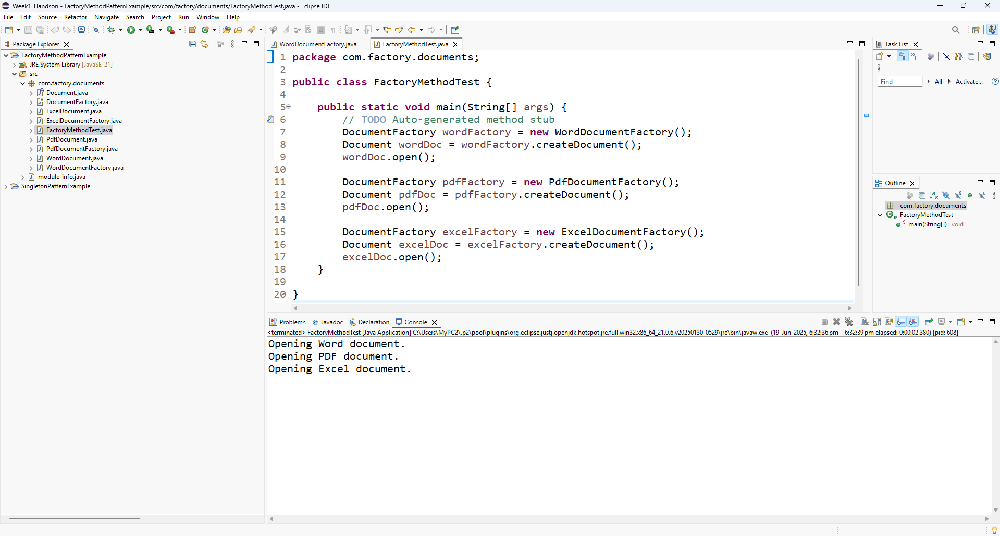 Week1_Handson - FactoryMethodPatternExample/src/com/factory/documents/FactoryMethodTest.java - Eclipse IDE
File Edit Source Refactor Navigate Search Project Run Window Help
Package Explorer
FactoryMethodPatternExample
JRE System Library [JavaSE-21]
src
com.factory.documents
Document.java
DocumentFactory.java
ExcelDocument.java
ExcelDocumentFactory.java
FactoryMethodTest.java
PdfDocument.java
PdfDocumentFactory.java
WordDocument.java
WordDocumentFactory.java
module-info.java
SingletonPatternExample
WordDocumentFactory.java FactoryMethodTest.java
1 package com.factory.documents;
2
3 public class FactoryMethodTest {
4
5 public static void main(String[] args) {
6 // TODO Auto-generated method stub
7 DocumentFactory wordFactory = new WordDocumentFactory();
8 Document wordDoc = wordFactory.createDocument();
9 wordDoc.open();
10
11 DocumentFactory pdfFactory = new PdfDocumentFactory();
12 Document pdfDoc = pdfFactory.createDocument();
13 pdfDoc.open();
14
15 DocumentFactory excelFactory = new ExcelDocumentFactory();
16 Document excelDoc = excelFactory.createDocument();
17 excelDoc.open();
18 }
19
20 }
Task List
Find All Activate...
Outline
com.factory.documents
FactoryMethodTest
main(String[]) : void
Problems Javadoc Declaration Console
<terminated> FactoryMethodTest [Java Application] C:\Users\MyPC2\.p2\pool\plugins\org.eclipse.justj.openjdk.hotspot.jre.full.win32.x86_64_21.0.6.v20250130-0529\jre\bin\javaw.exe (19-Jun-2025, 6:32:36 pm – 6:32:39 pm elapsed: 0:00:02.380) [pid: 608]
Opening Word document.
Opening PDF document.
Opening Excel document.